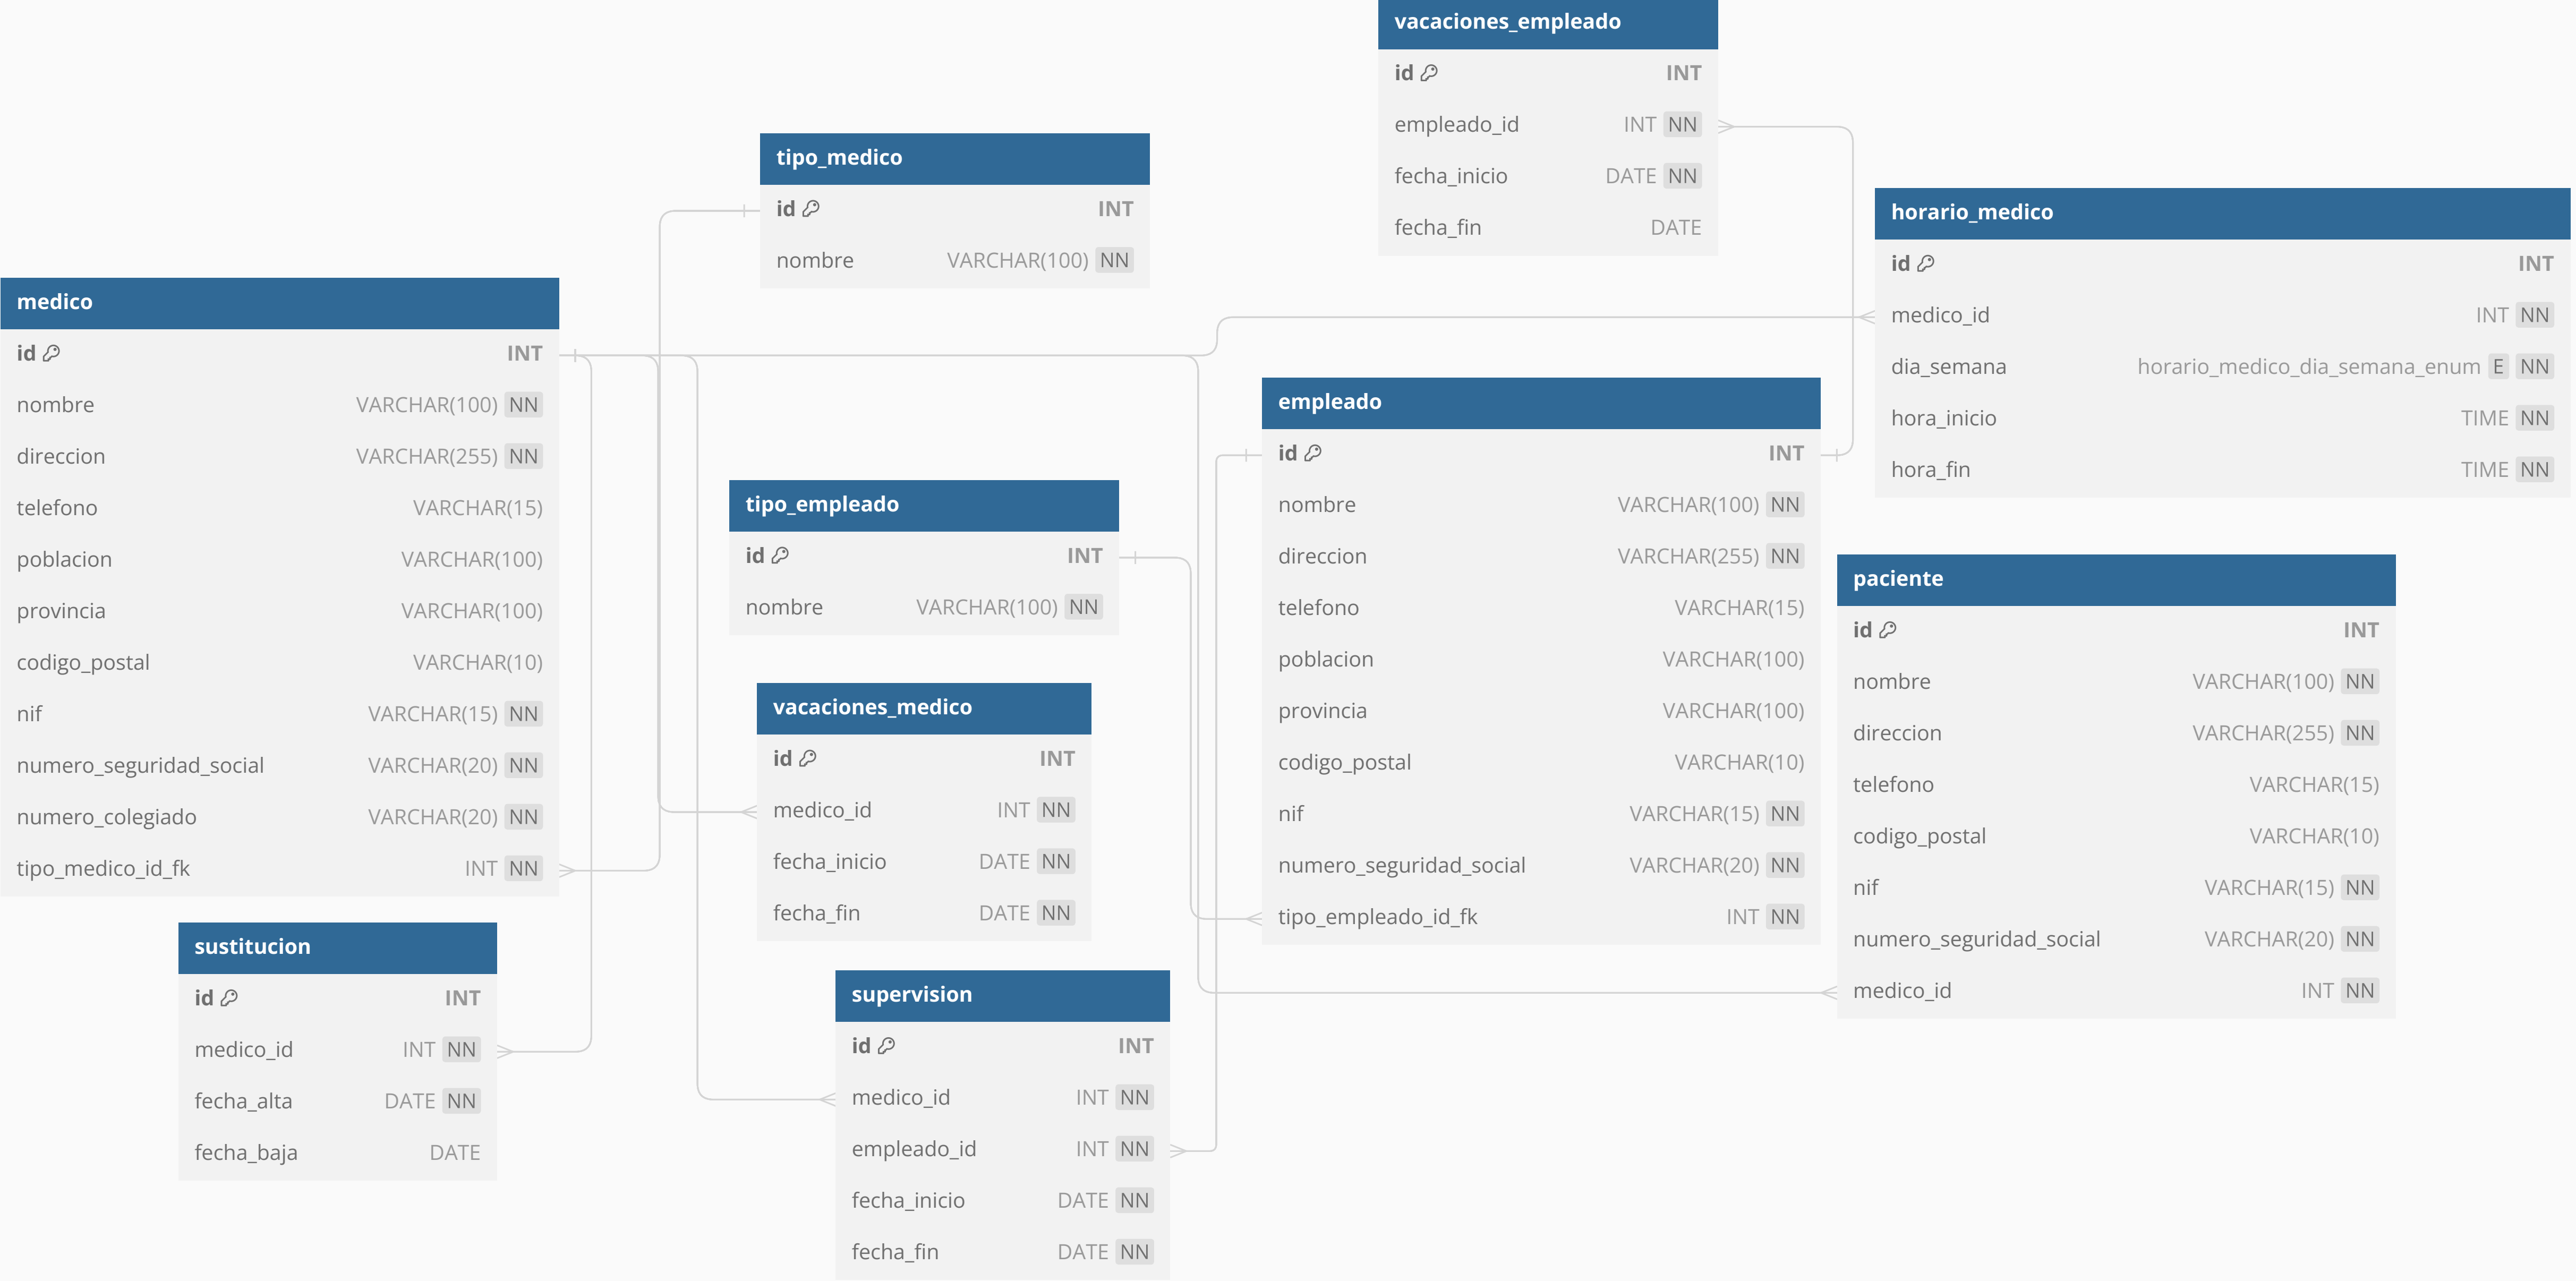 vacaciones_empleado
id INT
empleado_id INT NN
fecha_inicio DATE NN
fecha_fin DATE
tipo_medico
id INT
nombre VARCHAR(100) NN
horario_medico
id INT
medico_id INT NN
dia_semana horario_medico_dia_semana_enum E NN
hora_inicio TIME NN
hora_fin TIME NN
medico
id INT
nombre VARCHAR(100) NN
direccion VARCHAR(255) NN
telefono VARCHAR(15)
poblacion VARCHAR(100)
provincia VARCHAR(100)
codigo_postal VARCHAR(10)
nif VARCHAR(15) NN
numero_seguridad_social VARCHAR(20) NN
numero_colegiado VARCHAR(20) NN
tipo_medico_id_fk INT NN
empleado
id INT
nombre VARCHAR(100) NN
direccion VARCHAR(255) NN
telefono VARCHAR(15)
poblacion VARCHAR(100)
provincia VARCHAR(100)
codigo_postal VARCHAR(10)
nif VARCHAR(15) NN
numero_seguridad_social VARCHAR(20) NN
tipo_empleado_id_fk INT NN
tipo_empleado
id INT
nombre VARCHAR(100) NN
paciente
id INT
nombre VARCHAR(100) NN
direccion VARCHAR(255) NN
telefono VARCHAR(15)
codigo_postal VARCHAR(10)
nif VARCHAR(15) NN
numero_seguridad_social VARCHAR(20) NN
medico_id INT NN
vacaciones_medico
id INT
medico_id INT NN
fecha_inicio DATE NN
fecha_fin DATE NN
sustitucion
id INT
medico_id INT NN
fecha_alta DATE NN
fecha_baja DATE
supervision
id INT
medico_id INT NN
empleado_id INT NN
fecha_inicio DATE NN
fecha_fin DATE NN